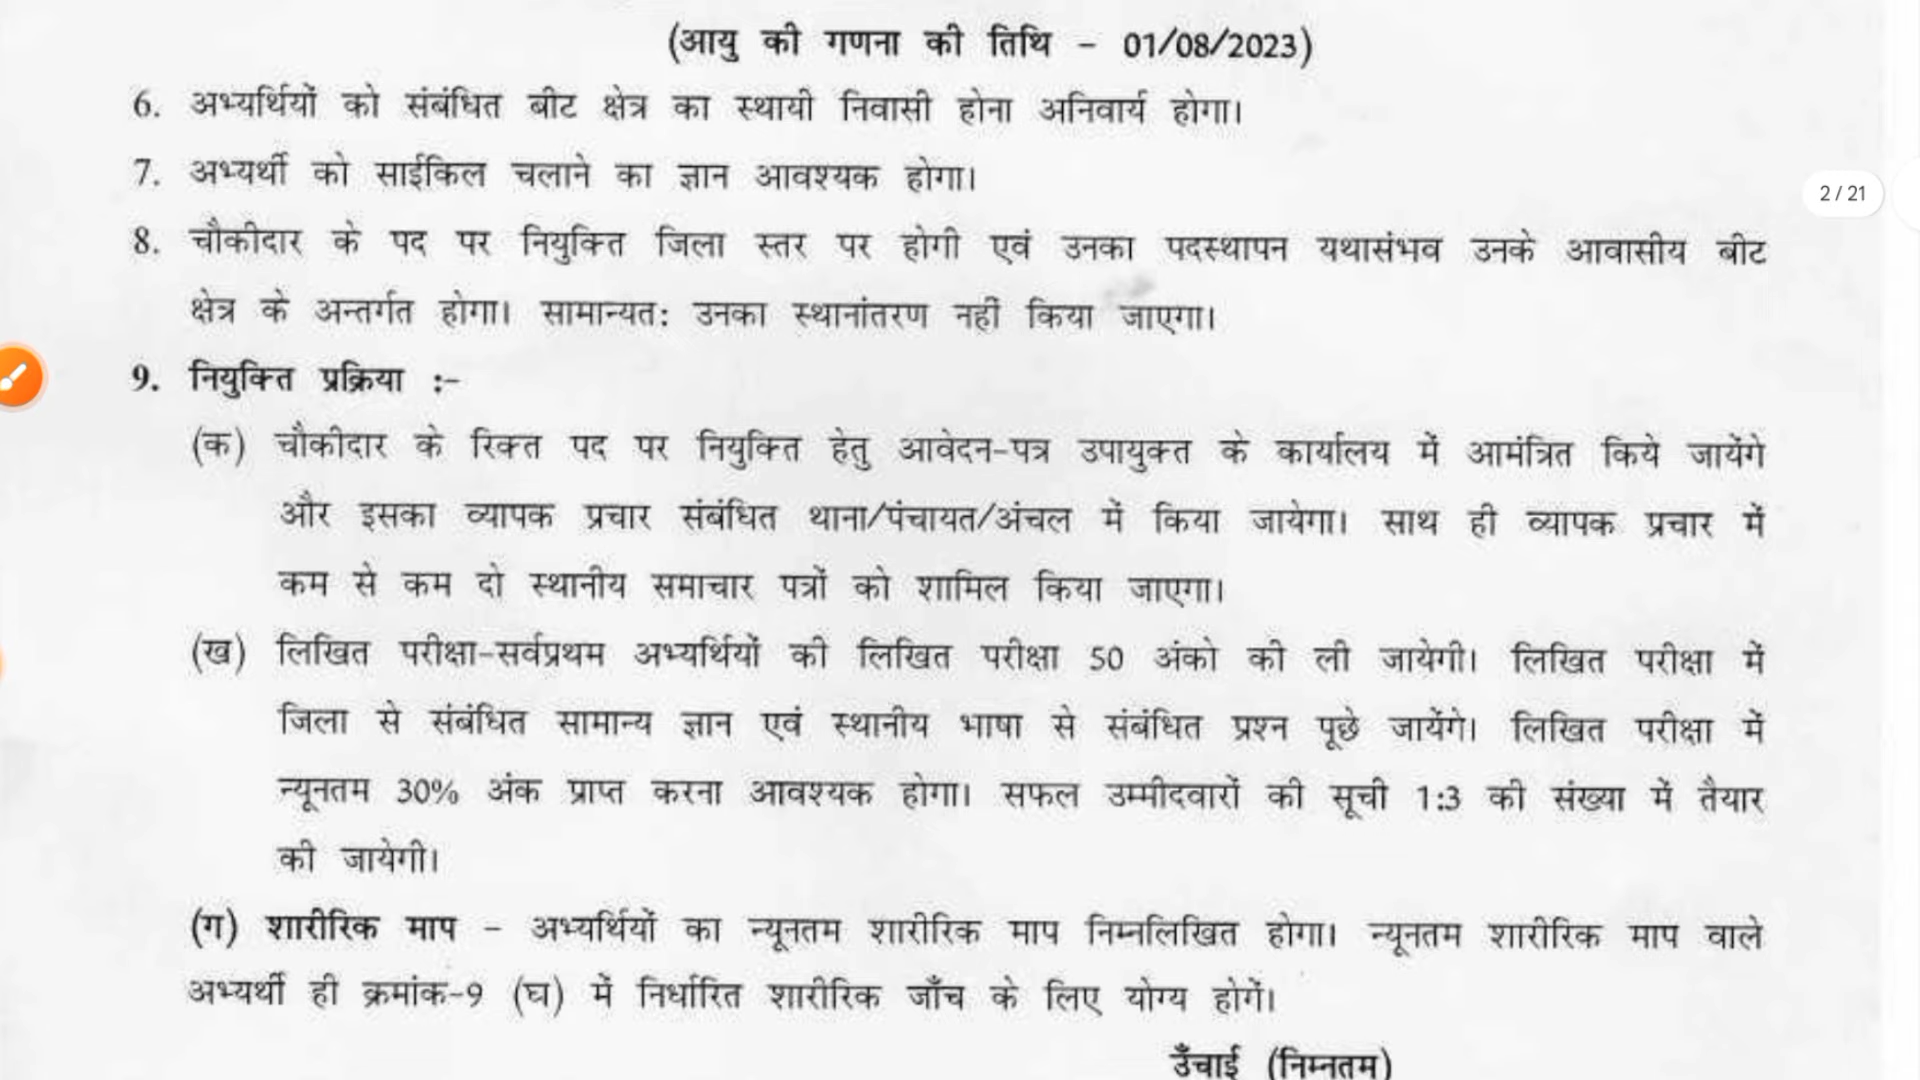 (आयु की गणना की तिथि - 01/08/2023)
6. अभ्यर्थियों को संबंधित बीट क्षेत्र का स्थायी निवासी होना अनिवार्य होगा।
2 / 21
7. अभ्यर्थी को साईकिल चलाने का ज्ञान आवश्यक होगा।
8. चौकीदार के पद पर नियुक्ति जिला स्तर पर होगी एवं उनका पदस्थापन यथासंभव उनके आवासीय बीट
क्षेत्र के अन्तर्गत होगा। सामान्यत: उनका स्थानांतरण नहीं किया जाएगा।
9. नियुक्ति प्रक्रिया :-
(क) चौकीदार के रिक्त पद पर नियुक्ति हेतु आवेदन-पत्र उपायुक्त के कार्यालय में आमंत्रित किये जायेंगे
और इसका व्यापक प्रचार संबंधित थाना/पंचायत/अंचल में किया जायेगा। साथ ही व्यापक प्रचार में
कम से कम दो स्थानीय समाचार पत्रों को शामिल किया जाएगा।
(ख) लिखित परीक्षा-सर्वप्रथम अभ्यर्थियों की लिखित परीक्षा 50 अंको की ली जायेगी। लिखित परीक्षा में
जिला से संबंधित सामान्य ज्ञान एवं स्थानीय भाषा से संबंधित प्रश्न पूछे जायेंगे। लिखित परीक्षा में
न्यूनतम 30% अंक प्राप्त करना आवश्यक होगा। सफल उम्मीदवारों की सूची 1:3 की संख्या में तैयार
की जायेगी।
(ग) शारीरिक माप - अभ्यर्थियों का न्यूनतम शारीरिक माप निम्नलिखित होगा। न्यूनतम शारीरिक माप वाले
अभ्यर्थी ही क्रमांक-9 (घ) में निर्धारित शारीरिक जाँच के लिए योग्य होगें।
उँचाई (निम्नतम)